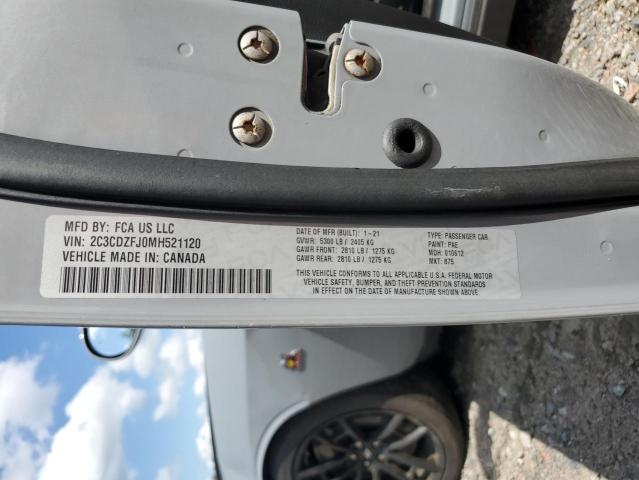 MFD BY: FCA US LLC
VIN: 2C3CDZFJ0MH521120
VEHICLE MADE IN: CANADA
DATE OF MFR (BUILT): 1-21
GVWR: 5300 LB / 2405 KG
GAWR FRONT: 2810 LB / 1275 KG
GAWR REAR: 2810 LB / 1275 KG
TYPE: PASSENGER CAR
PAINT: PAE
MDH: 010612
MKT: 875
THIS VEHICLE CONFORMS TO ALL APPLICABLE U.S.A. FEDERAL MOTOR
VEHICLE SAFETY, BUMPER, AND THEFT PREVENTION STANDARDS
IN EFFECT ON THE DATE OF MANUFACTURE SHOWN ABOVE.